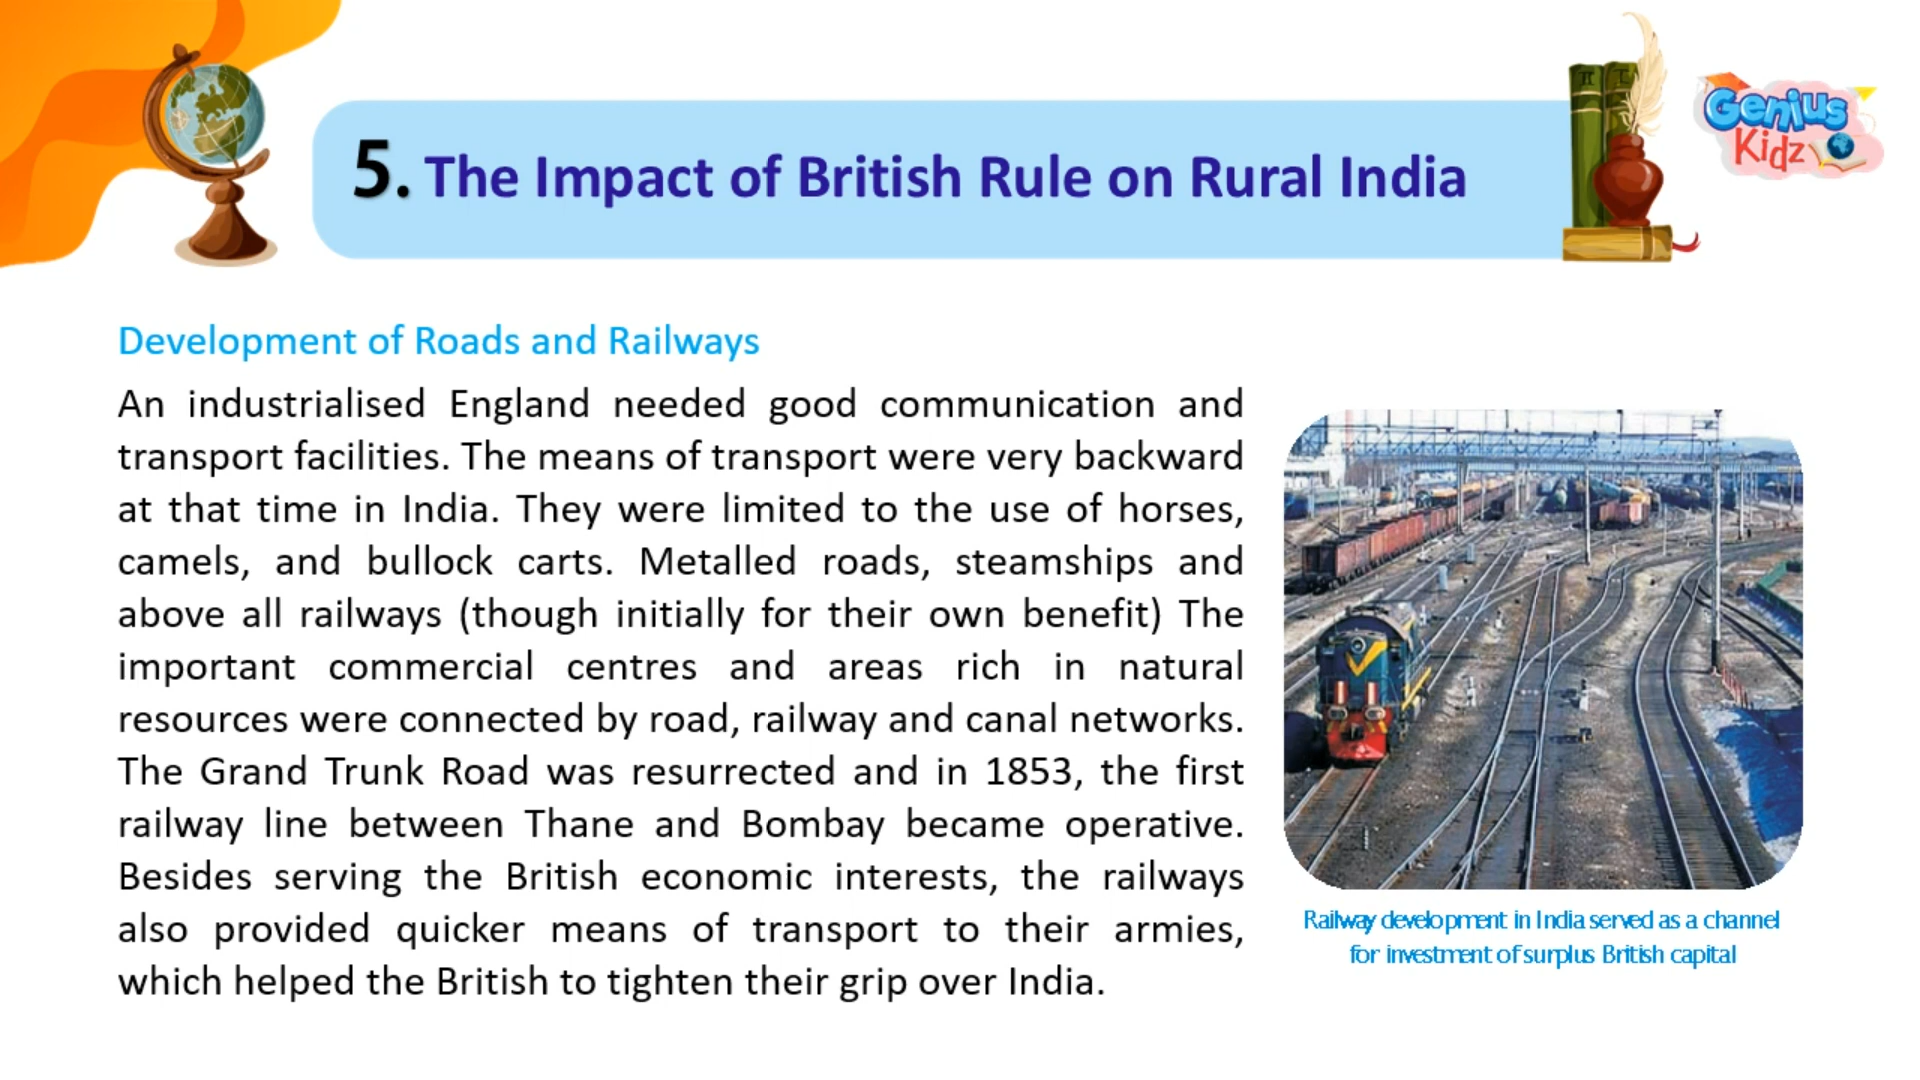 5. The Impact of British Rule on Rural India
Genius
Kidz
Development of Roads and Railways
An industrialised England needed good communication and
transport facilities. The means of transport were very backward
at that time in India. They were limited to the use of horses,
camels, and bullock carts. Metalled roads, steamships and
above all railways (though initially for their own benefit) The
important commercial centres and areas rich in natural
resources were connected by road, railway and canal networks.
The Grand Trunk Road was resurrected and in 1853, the first
railway line between Thane and Bombay became operative.
Besides serving the British economic interests, the railways
also provided quicker means of transport to their armies,
which helped the British to tighten their grip over India.
Railway development in India served as a channel
for investment of surplus British capital